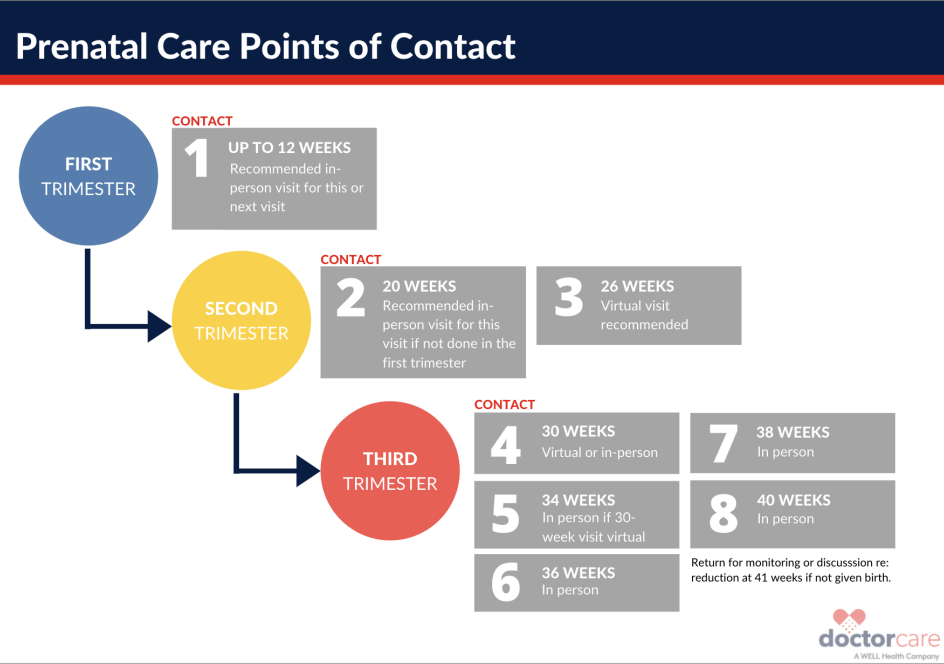 Prenatal Care Points of Contact
FIRST
TRIMESTER
CONTACT
1
UP TO 12 WEEKS
Recommended in-
person visit for this or
next visit
SECOND
TRIMESTER
CONTACT
2
20 WEEKS
Recommended in-
person visit for this
visit if not done in the
first trimester
3
26 WEEKS
Virtual visit
recommended
THIRD
TRIMESTER
CONTACT
4
30 WEEKS
Virtual or in-person
5
34 WEEKS
In person if 30-
week visit virtual
6
36 WEEKS
In person
7
38 WEEKS
In person
8
40 WEEKS
In person
Return for monitoring or discusssion re:
reduction at 41 weeks if not given birth.
doctorcare
A WELL Health Company